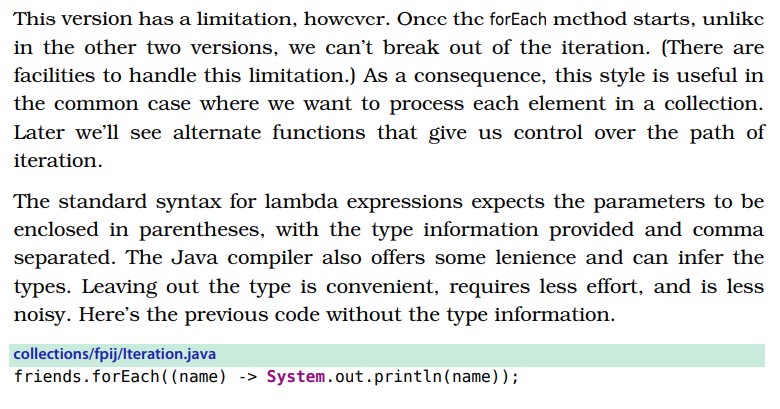 This version has a limitation, however. Once the forEach method starts, unlike
in the other two versions, we can't break out of the iteration. (There are
facilities to handle this limitation.) As a consequence, this style is useful in
the common case where we want to process each element in a collection.
Later we'll see alternate functions that give us control over the path of
iteration.
The standard syntax for lambda expressions expects the parameters to be
enclosed in parentheses, with the type information provided and comma
separated. The Java compiler also offers some lenience and can infer the
types. Leaving out the type is convenient, requires less effort, and is less
noisy. Here's the previous code without the type information.
collections/fpij/Iteration.java
friends.forEach((name) -> System.out.println(name));